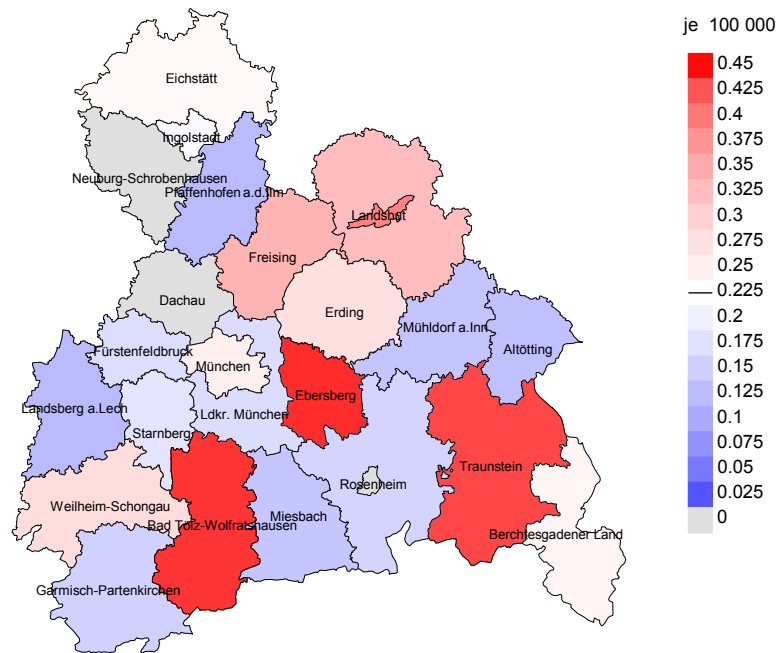 je 100 000
0.45
0.425
0.4
0.375
0.35
0.325
0.3
0.275
0.25
0.225
0.2
0.175
0.15
0.125
0.1
0.075
0.05
0.025
0
Eichstätt
Ingolstadt
Neuburg-Schrobenhausen
Pfaffenhofen a.d.Ilm
Landshut
Freising
Dachau
Erding
Mühldorf a.Inn
Altötting
Fürstenfeldbruck
München
Ebersberg
Landsberg a.Lech
Ldkr. München
Starnberg
Traunstein
Rosenheim
Weilheim-Schongau
Miesbach
Bad Tölz-Wolfratshausen
Berchtesgadener Land
Garmisch-Partenkirchen